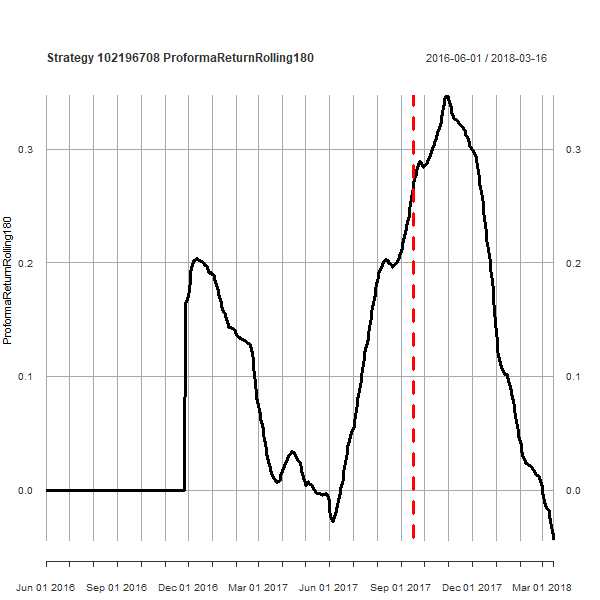 Strategy 102196708 ProformaReturnRolling180
2016-06-01 / 2018-03-16
ProformaReturnRolling180
0.3 0.3
0.2 0.2
0.1 0.1
0.0 0.0
Jun 01 2016 Sep 01 2016 Dec 01 2016 Mar 01 2017 Jun 01 2017 Sep 01 2017 Dec 01 2017 Mar 01 2018